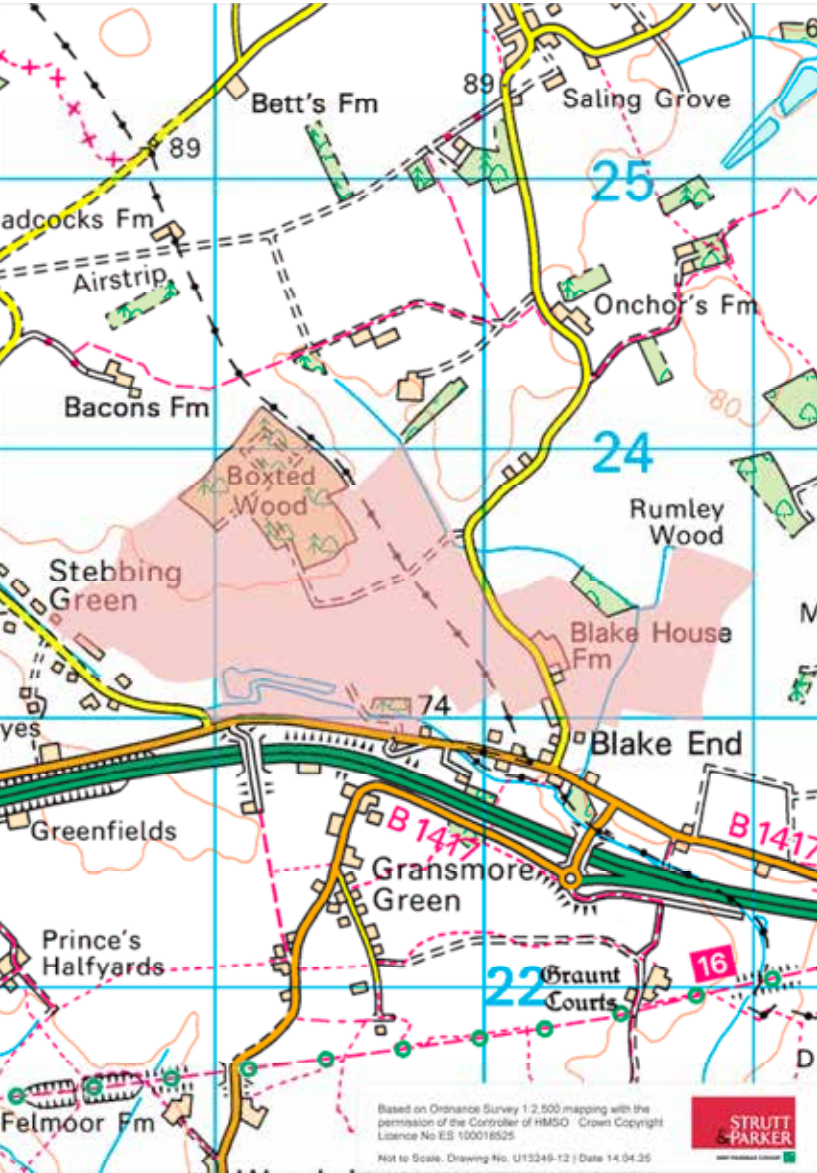 6
89
Bett's Fm
Saling Grove
89
25
adcocks Fm
Airstrip
Onchor's Fm
Bacons Fm
80
24
Boxted
Wood
Rumley
Wood
Stebbing
Green
M
Blake House
Fm
74
yes
Blake End
Greenfields
B 1417
B 1417
Gransmore
Green
Prince's
Halfyards
16
22
Graunt
Courts
D
Felmoor Fm
Based on Ordnance Survey 1:2,500 mapping with the
permission of the Controller of HMSO Crown Copyright
Licence No ES 100018525
Not to Scale. Drawing No. U13249-12 | Date 14.04.25
STRUTT
&PARKER